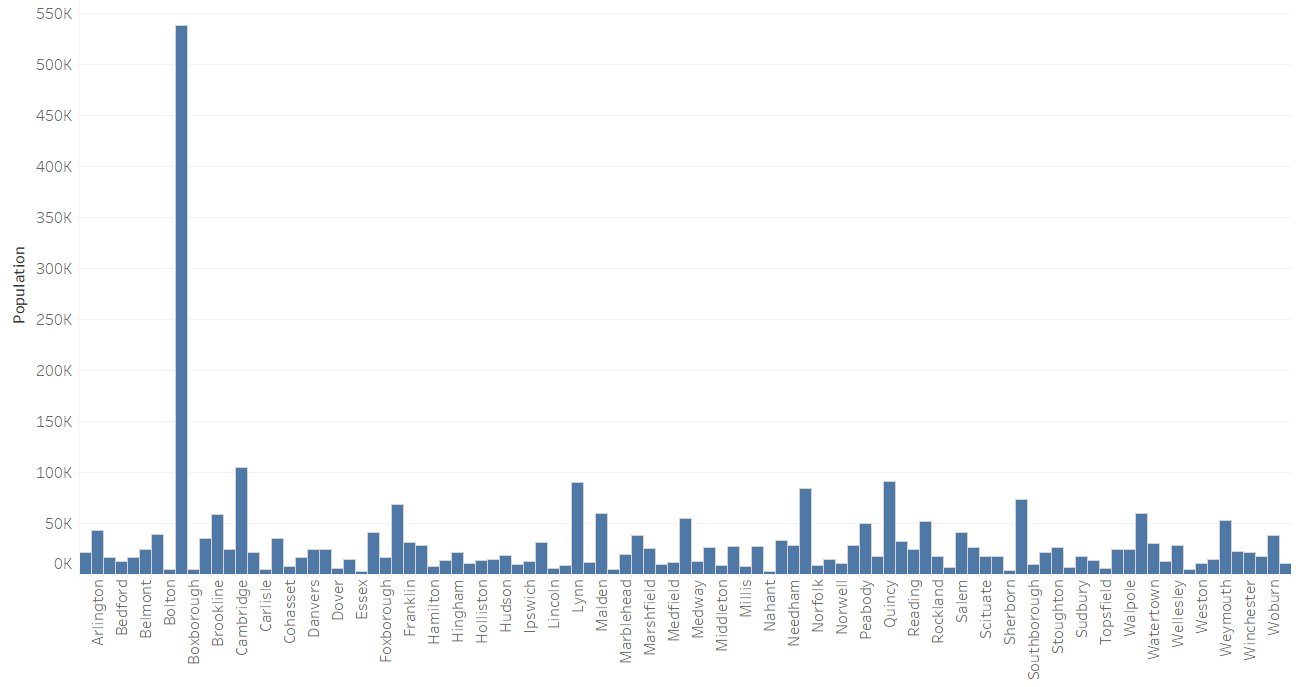 550K
500K
450K
400K
350K
300K
250K
200K
150K
100K
50K
0K
Population
Arlington
Bedford
Belmont
Bolton
Boxborough
Brookline
Cambridge
Carlisle
Cohasset
Danvers
Dover
Essex
Foxborough
Franklin
Hamilton
Hingham
Holliston
Hudson
Ipswich
Lincoln
Lynn
Malden
Marblehead
Marshfield
Medfield
Medway
Middleton
Millis
Nahant
Needham
Norfolk
Norwell
Peabody
Quincy
Reading
Rockland
Salem
Scituate
Sherborn
Southborough
Stoughton
Sudbury
Topsfield
Walpole
Watertown
Wellesley
Weston
Weymouth
Winchester
Woburn